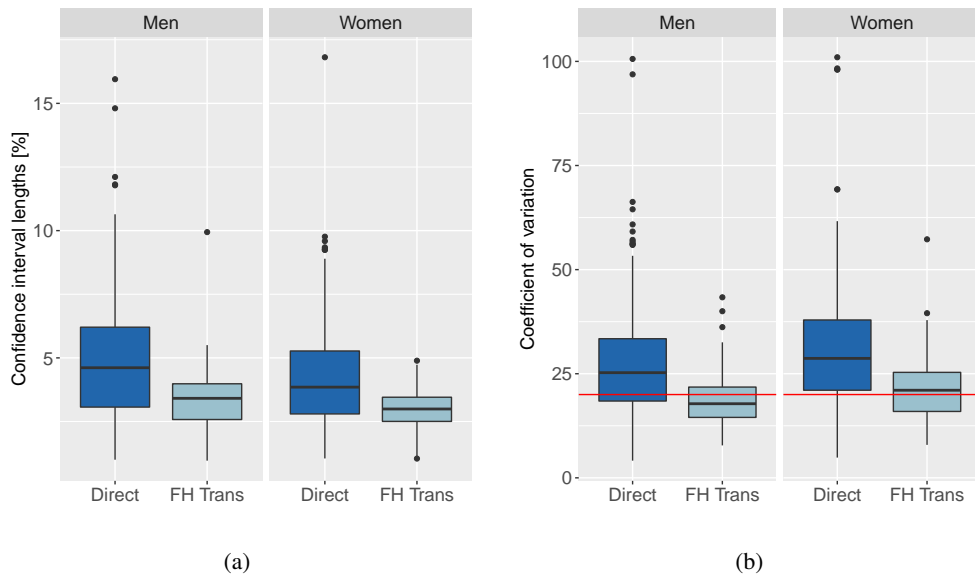 Men
Women
Confidence interval lengths [%]
15
10
5
Direct
FH Trans
Direct
FH Trans
(a)
Men
Women
Coefficient of variation
100
75
50
25
0
Direct
FH Trans
Direct
FH Trans
(b)